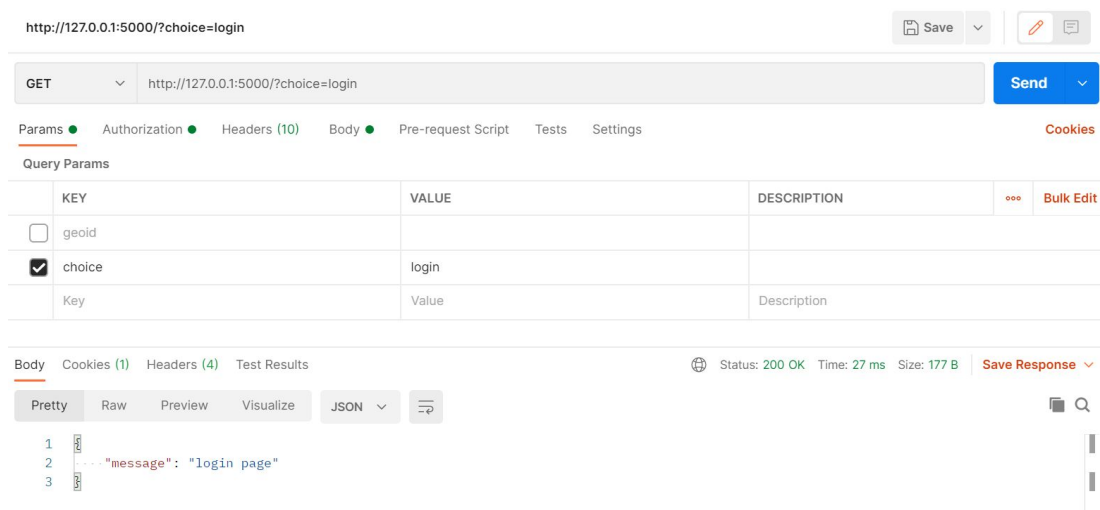 http://127.0.0.1:5000/?choice=login Save
GET http://127.0.0.1:5000/?choice=login Send
Params Authorization Headers (10) Body Pre-request Script Tests Settings Cookies
Query Params
KEY VALUE DESCRIPTION ooo Bulk Edit
geoid
choice login
Key Value Description
Body Cookies (1) Headers (4) Test Results Status: 200 OK Time: 27 ms Size: 177 B Save Response
Pretty Raw Preview Visualize JSON
1 {
2 "message": "login page"
3 }